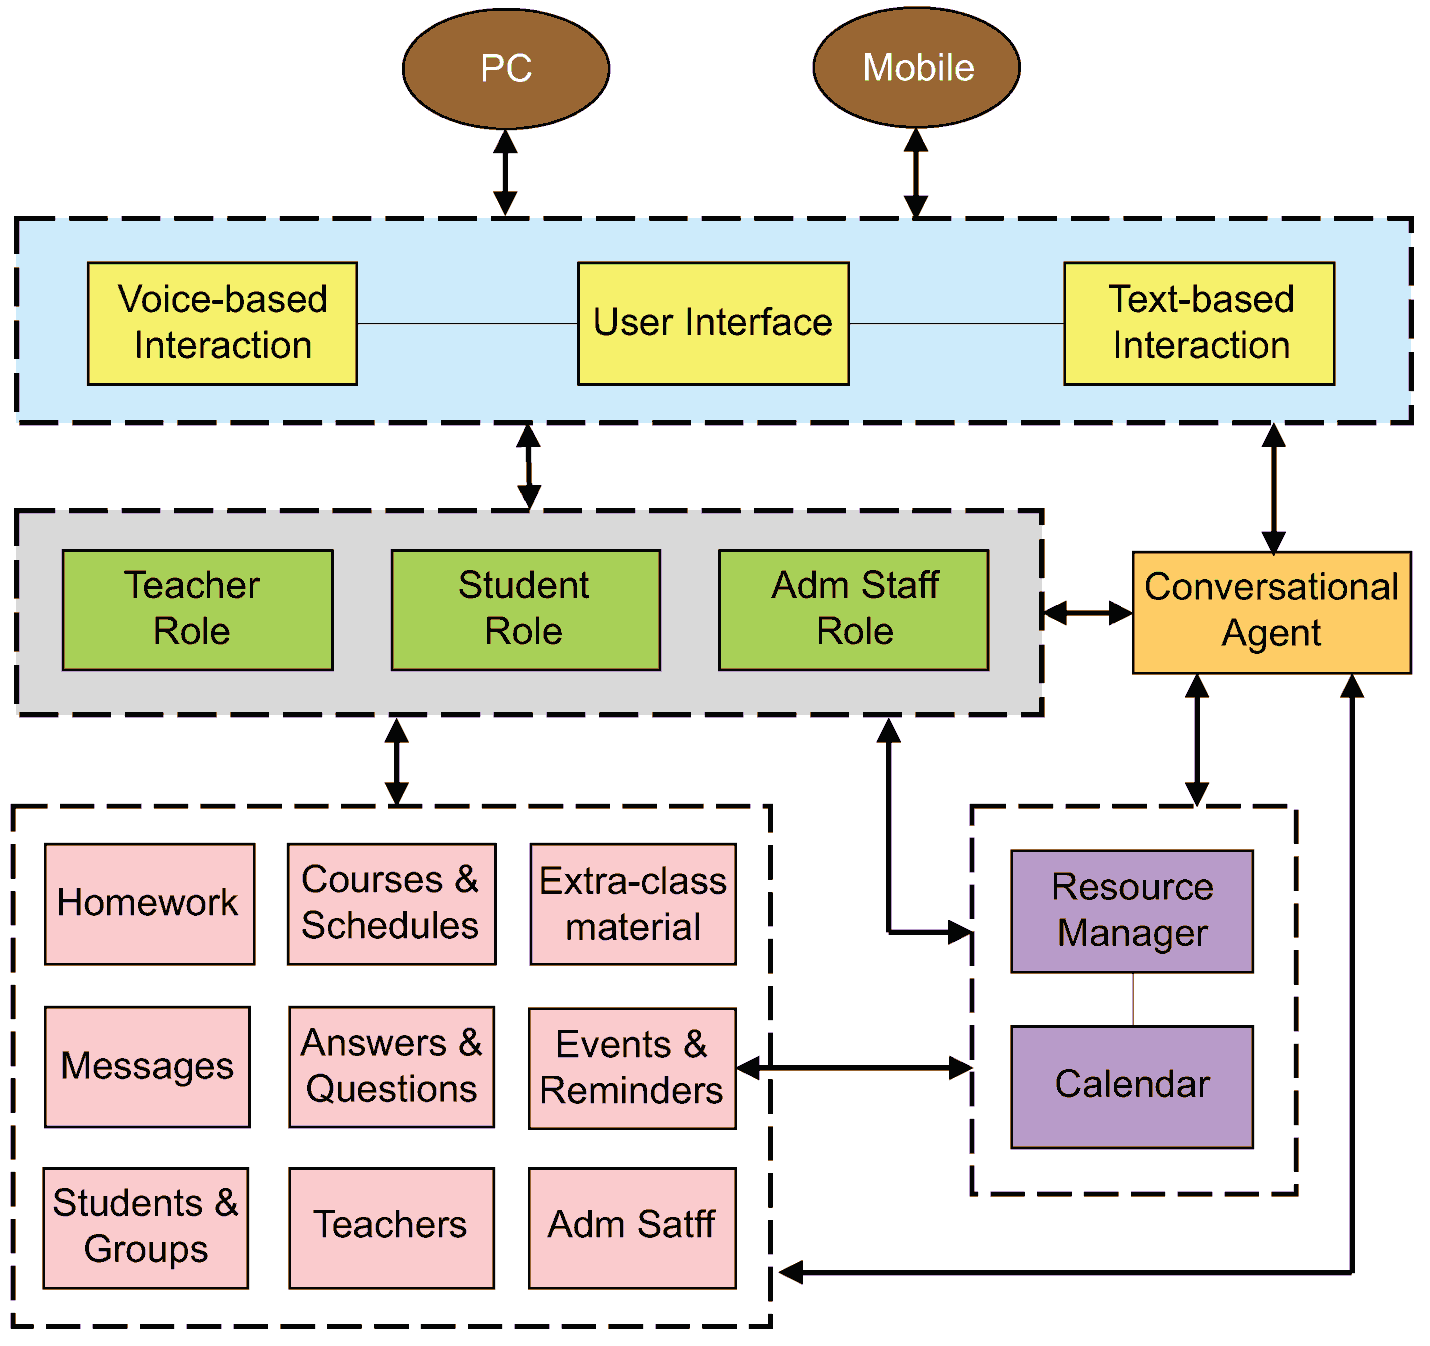 PC
Mobile
Voice-based
Interaction
User Interface
Text-based
Interaction
Teacher
Role
Student
Role
Adm Staff
Role
Conversational
Agent
Homework
Courses &
Schedules
Extra-class
material
Resource
Manager
Messages
Answers &
Questions
Events &
Reminders
Calendar
Students &
Groups
Teachers
Adm Satff